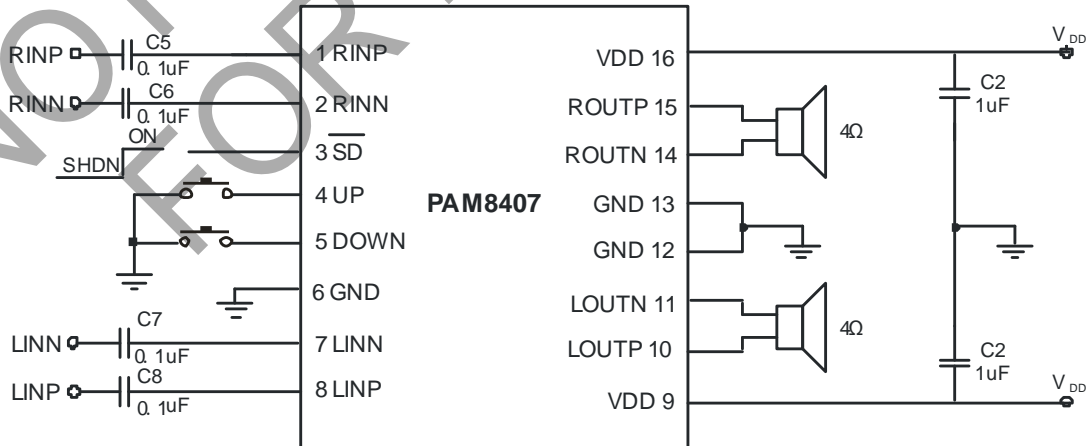 RINP
C5
0.1uF
1 RINP
RINN
C6
0.1uF
2 RINN
ON
SHDN
3 SD
4 UP
5 DOWN
6 GND
LINN
C7
0.1uF
7 LINN
LINP
C8
0.1uF
8 LINP
PAM8407
VDD 16
VDD
ROUTP 15
4Ω
C2
1uF
ROUTN 14
GND 13
GND 12
LOUTN 11
4Ω
LOUTP 10
C2
1uF
VDD 9
VDD
FOR